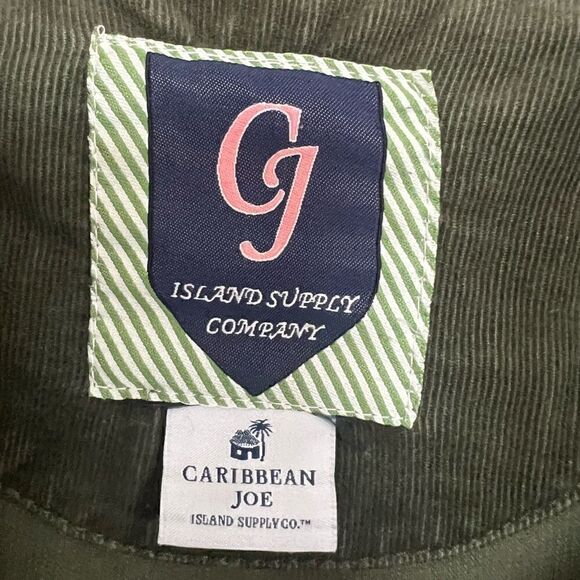 CJ
ISLAND SUPPLY
COMPANY
CARIBBEAN
JOE
ISLAND SUPPLY CO.™